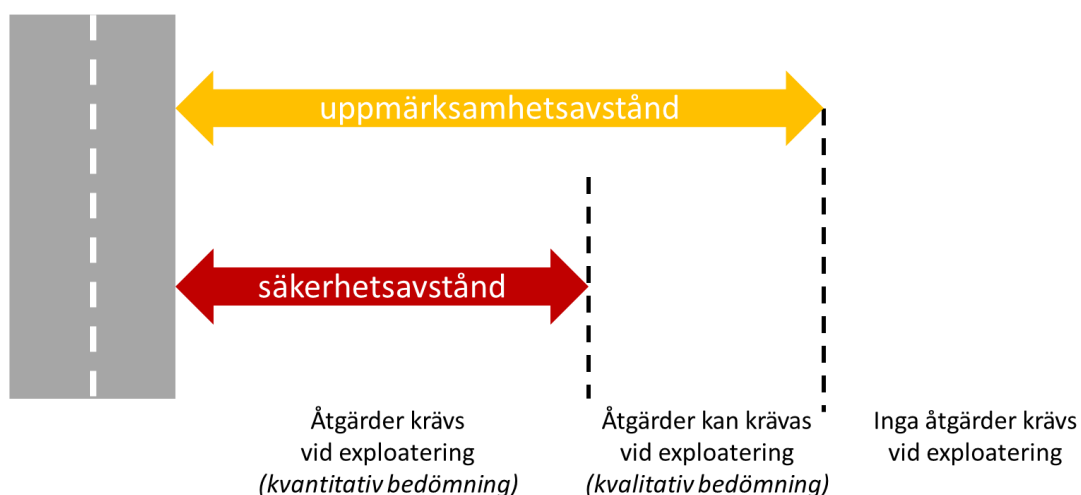 uppmärksamhetsavstånd
säkerhetsavstånd
Åtgärder krävs
vid exploatering
(kvantitativ bedömning)
Åtgärder kan krävas
vid exploatering
(kvalitativ bedömning)
Inga åtgärder krävs
vid exploatering